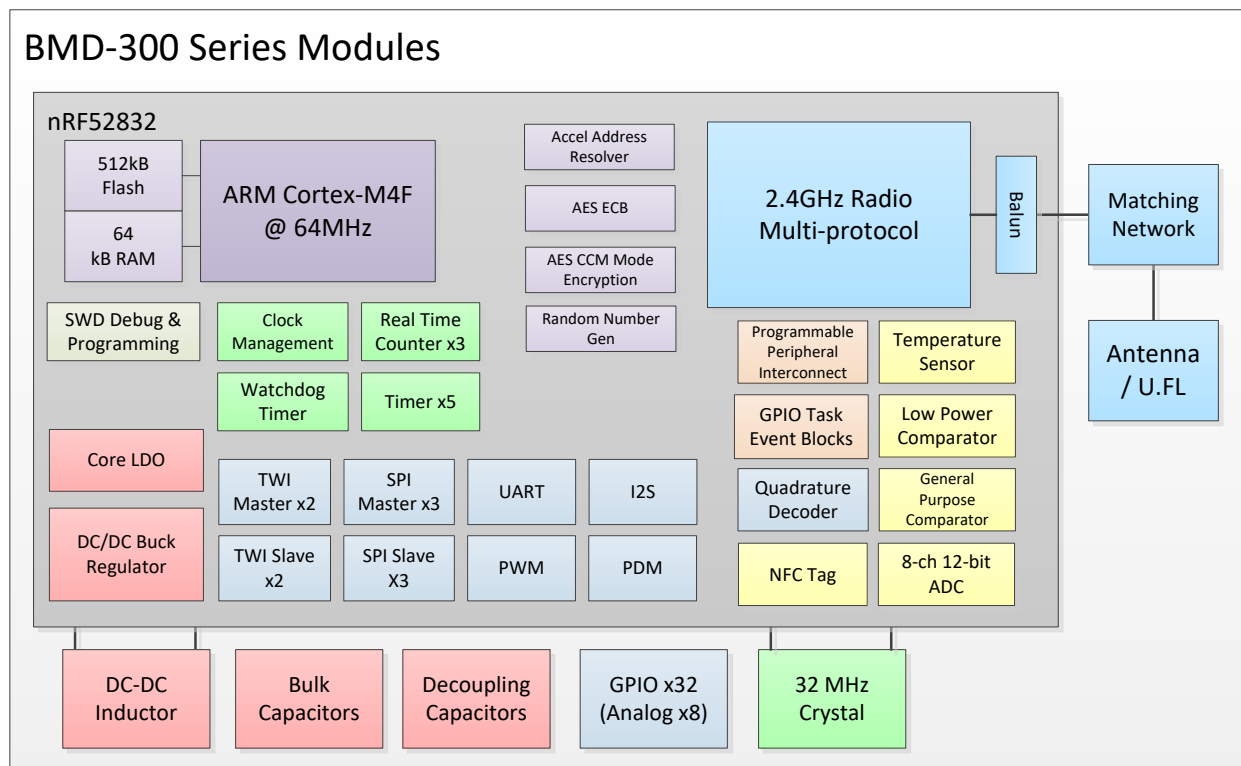 BMD-300 Series Modules
nRF52832
512kB
Flash
64
kB RAM
ARM Cortex-M4F
@ 64MHz
Accel Address
Resolver
AES ECB
AES CCM Mode
Encryption
Random Number
Gen
2.4GHz Radio
Multi-protocol
Balun
Matching
Network
Antenna
/ U.FL
SWD Debug &
Programming
Clock
Management
Real Time
Counter x3
Watchdog
Timer
Timer x5
Programmable
Peripheral
Interconnect
Temperature
Sensor
GPIO Task
Event Blocks
Low Power
Comparator
Core LDO
DC/DC Buck
Regulator
TWI
Master x2
SPI
Master x3
UART
I2S
TWI Slave
x2
SPI Slave
X3
PWM
PDM
Quadrature
Decoder
General
Purpose
Comparator
NFC Tag
8-ch 12-bit
ADC
DC-DC
Inductor
Bulk
Capacitors
Decoupling
Capacitors
GPIO x32
(Analog x8)
32 MHz
Crystal